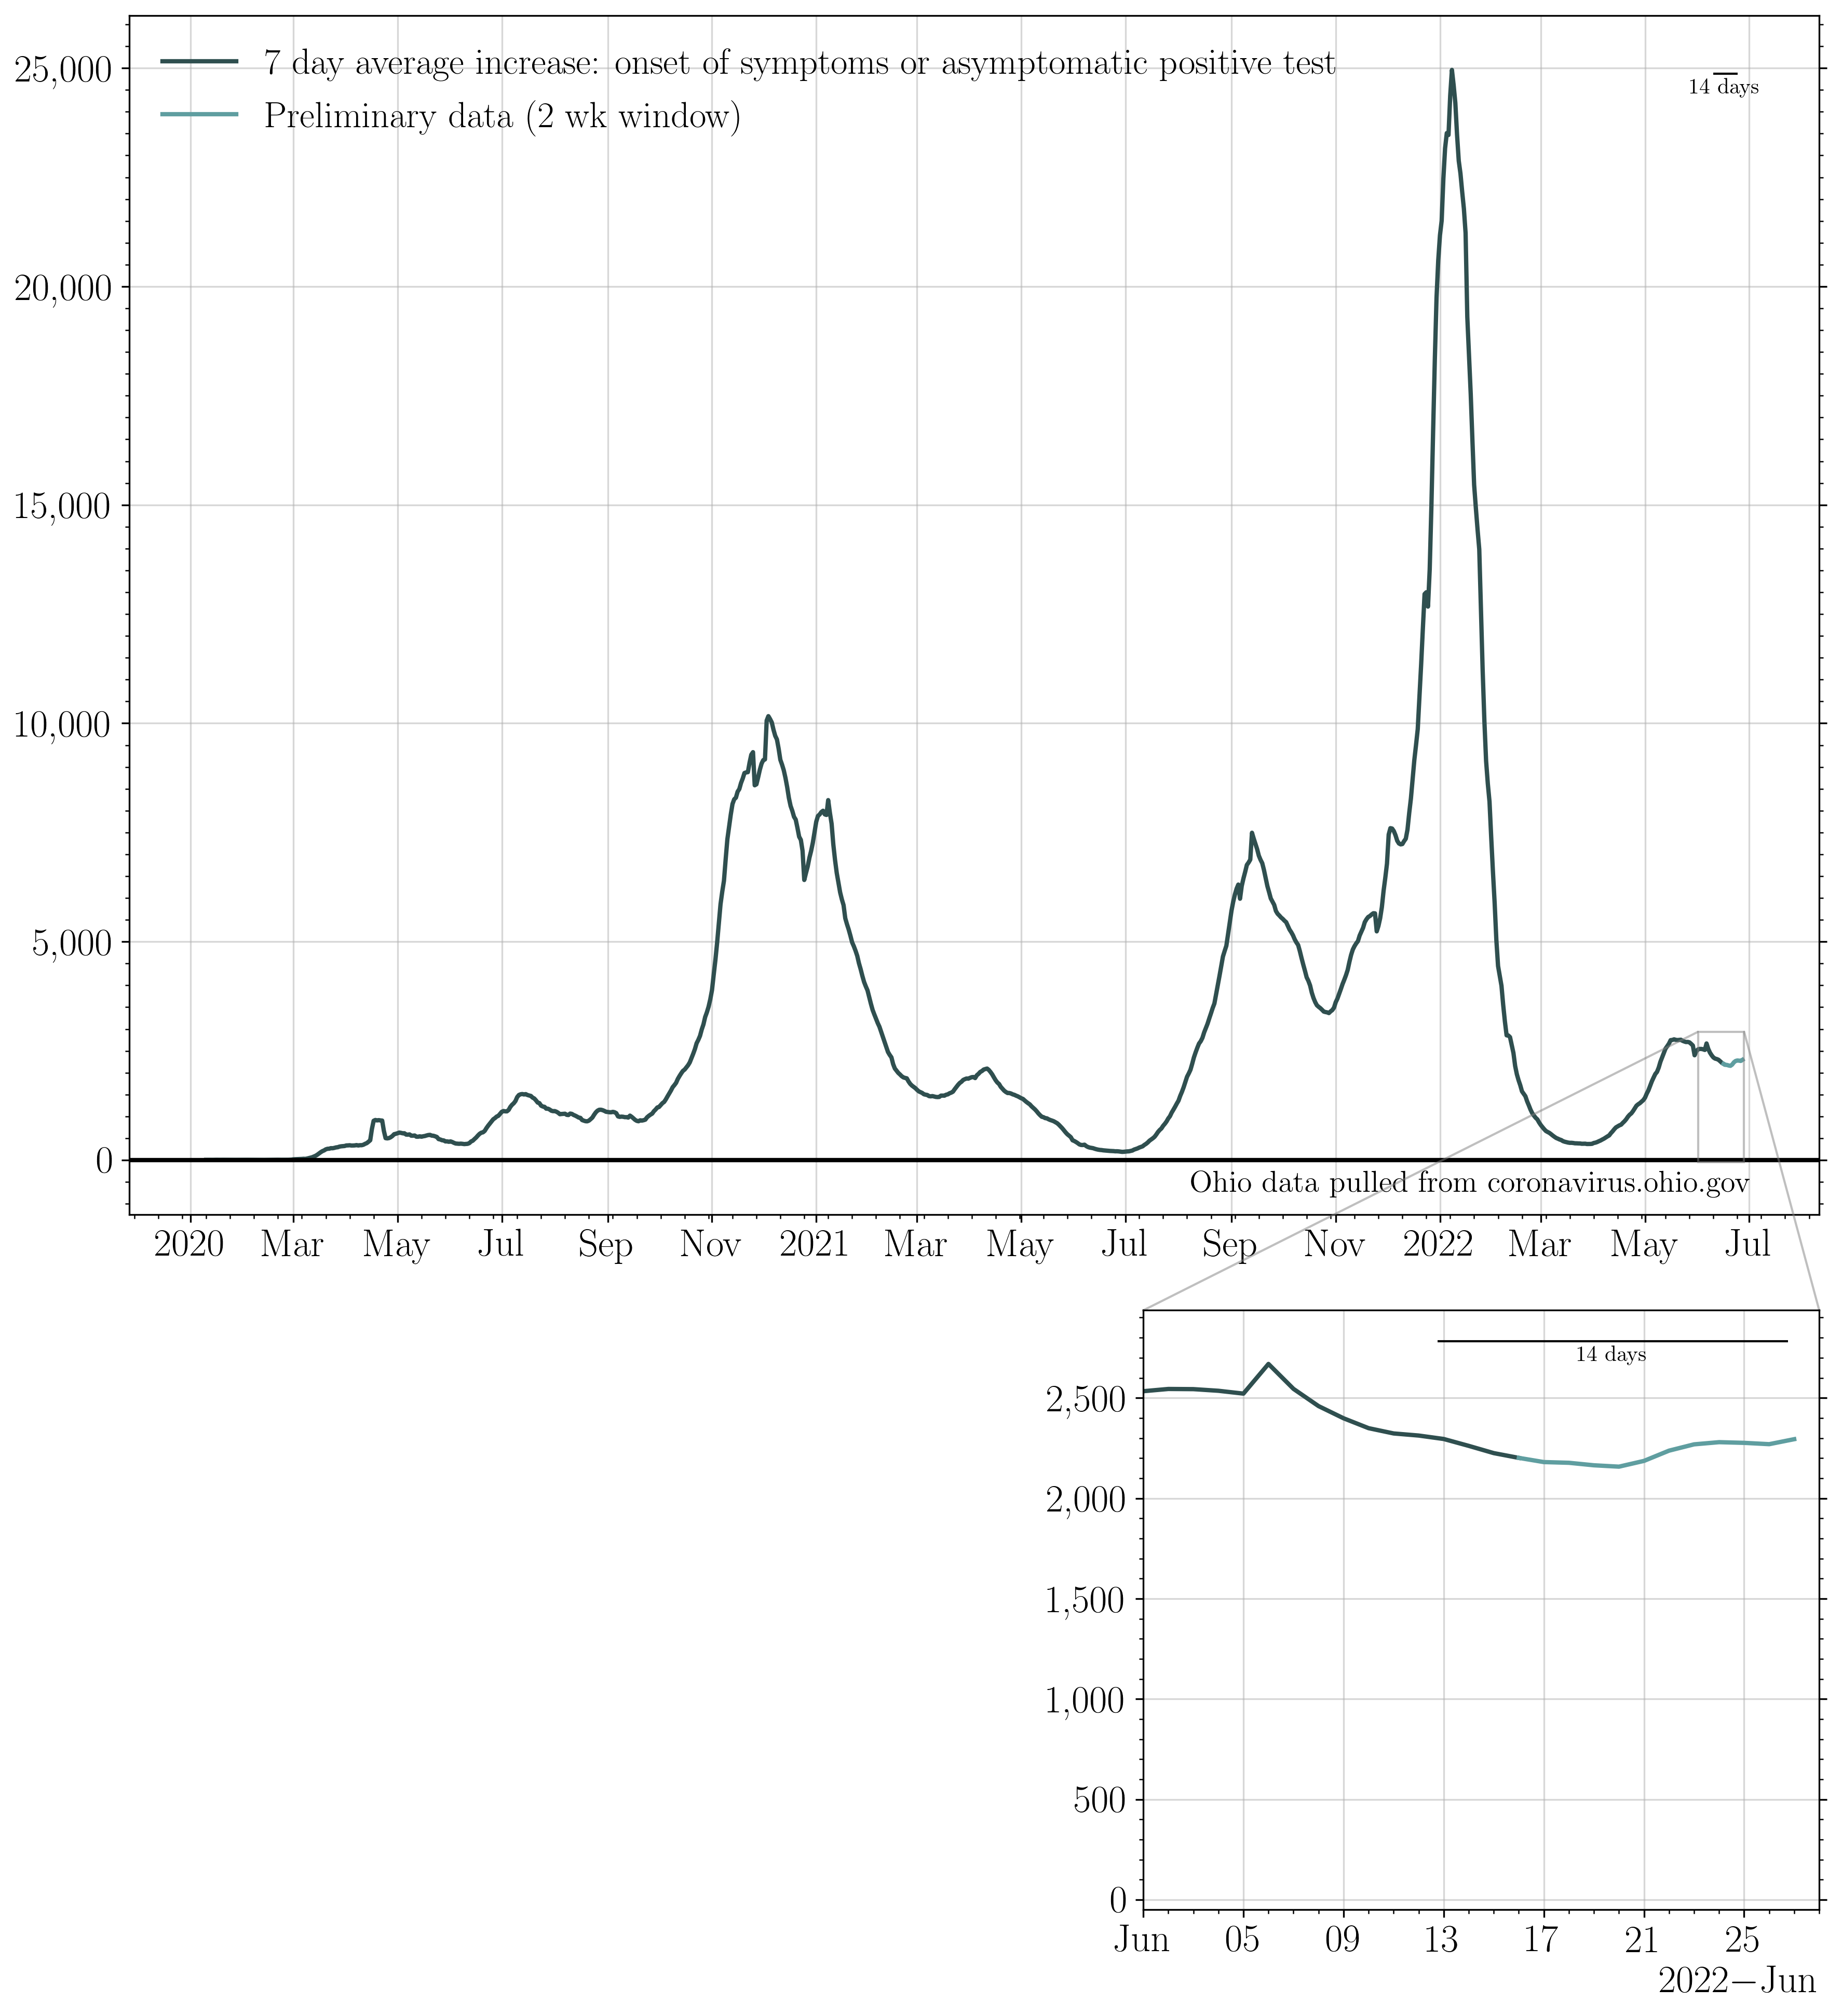 7 day average increase: onset of symptoms or asymptomatic positive test
Preliminary data (2 wk window)
14 days
25,000
20,000
15,000
10,000
5,000
0
Ohio data pulled from coronavirus.ohio.gov
2020 Mar May Jul Sep Nov 2021 Mar May Jul Sep Nov 2022 Mar May Jul
14 days
2,500
2,000
1,500
1,000
500
0
Jun 05 09 13 17 21 25
2022–Jun